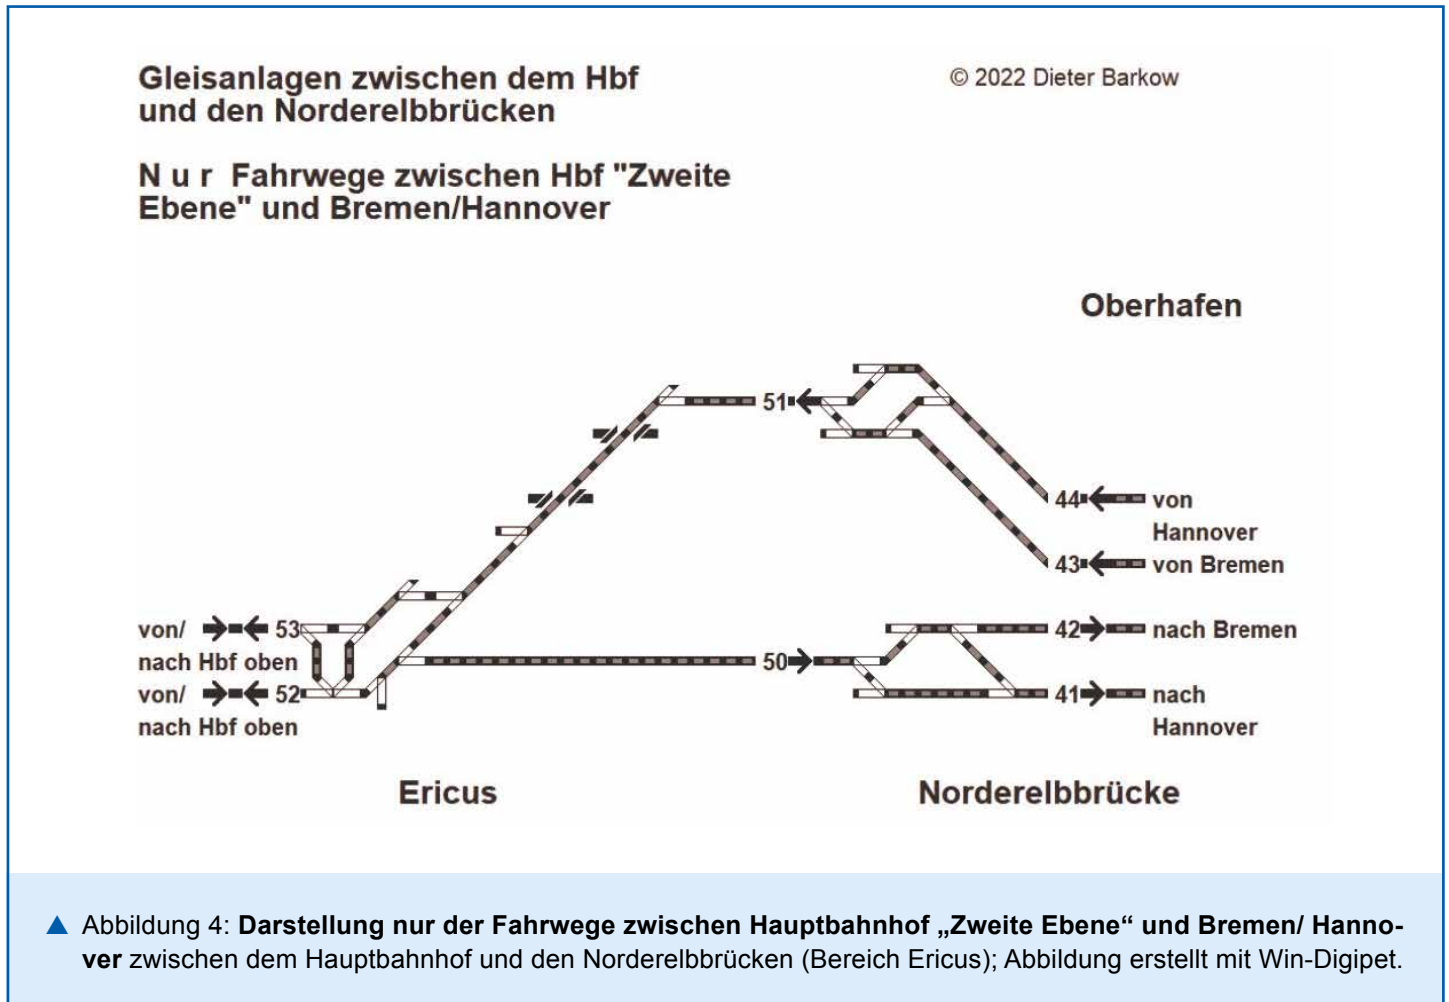 Gleisanlagen zwischen dem Hbf
und den Norderelbbrücken
© 2022 Dieter Barkow
N u r Fahrwege zwischen Hbf "Zweite
Ebene" und Bremen/Hannover
Oberhafen
51
44 von
Hannover
43 von Bremen
von/ 53
nach Hbf oben
42 nach Bremen
50
von/ 52
nach Hbf oben
41 nach
Hannover
Ericus
Norderelbbrücke
▲ Abbildung 4: Darstellung nur der Fahrwege zwischen Hauptbahnhof „Zweite Ebene“ und Bremen/ Hanno-
ver zwischen dem Hauptbahnhof und den Norderelbbrücken (Bereich Ericus); Abbildung erstellt mit Win-Digipet.